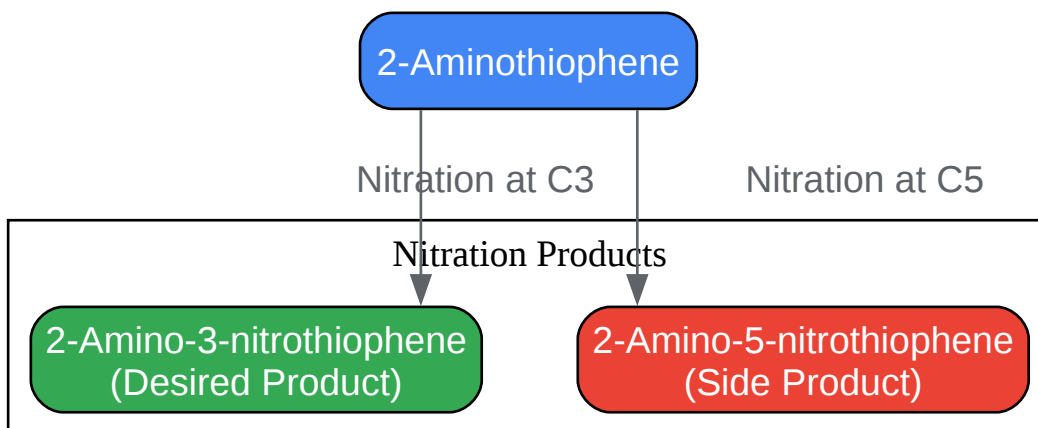 2-Aminothiophene
Nitration at C3
Nitration at C5
Nitration Products
2-Amino-3-nitrothiophene
(Desired Product)
2-Amino-5-nitrothiophene
(Side Product)